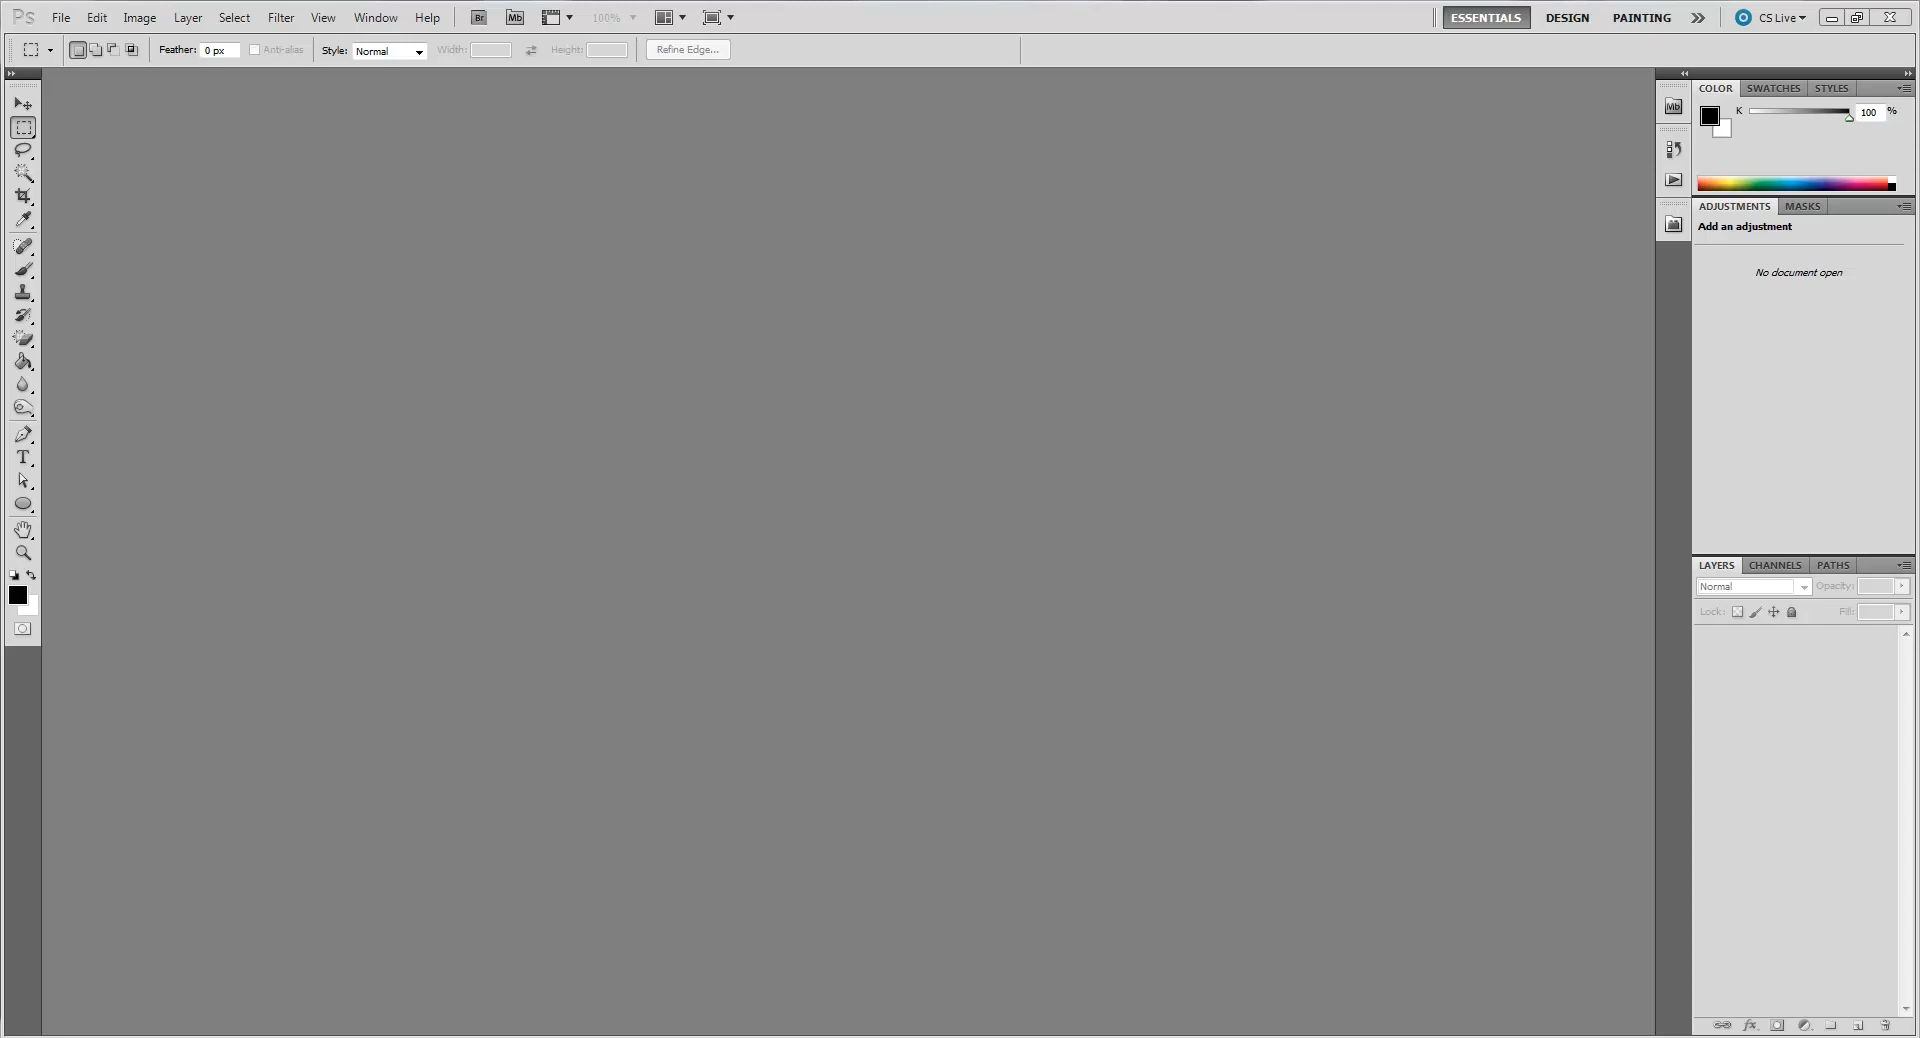 Ps File Edit Image Layer Select Filter View Window Help Br Mb 100% ESSENTIALS DESIGN PAINTING CS Live
Feather: 0 px Anti-alias Style: Normal Width: Height: Refine Edge...
COLOR SWATCHES STYLES
Mb
K 100 %
ADJUSTMENTS MASKS
Add an adjustment
No document open
T
LAYERS CHANNELS PATHS
Normal Opacity:
Lock: Fill:
fx